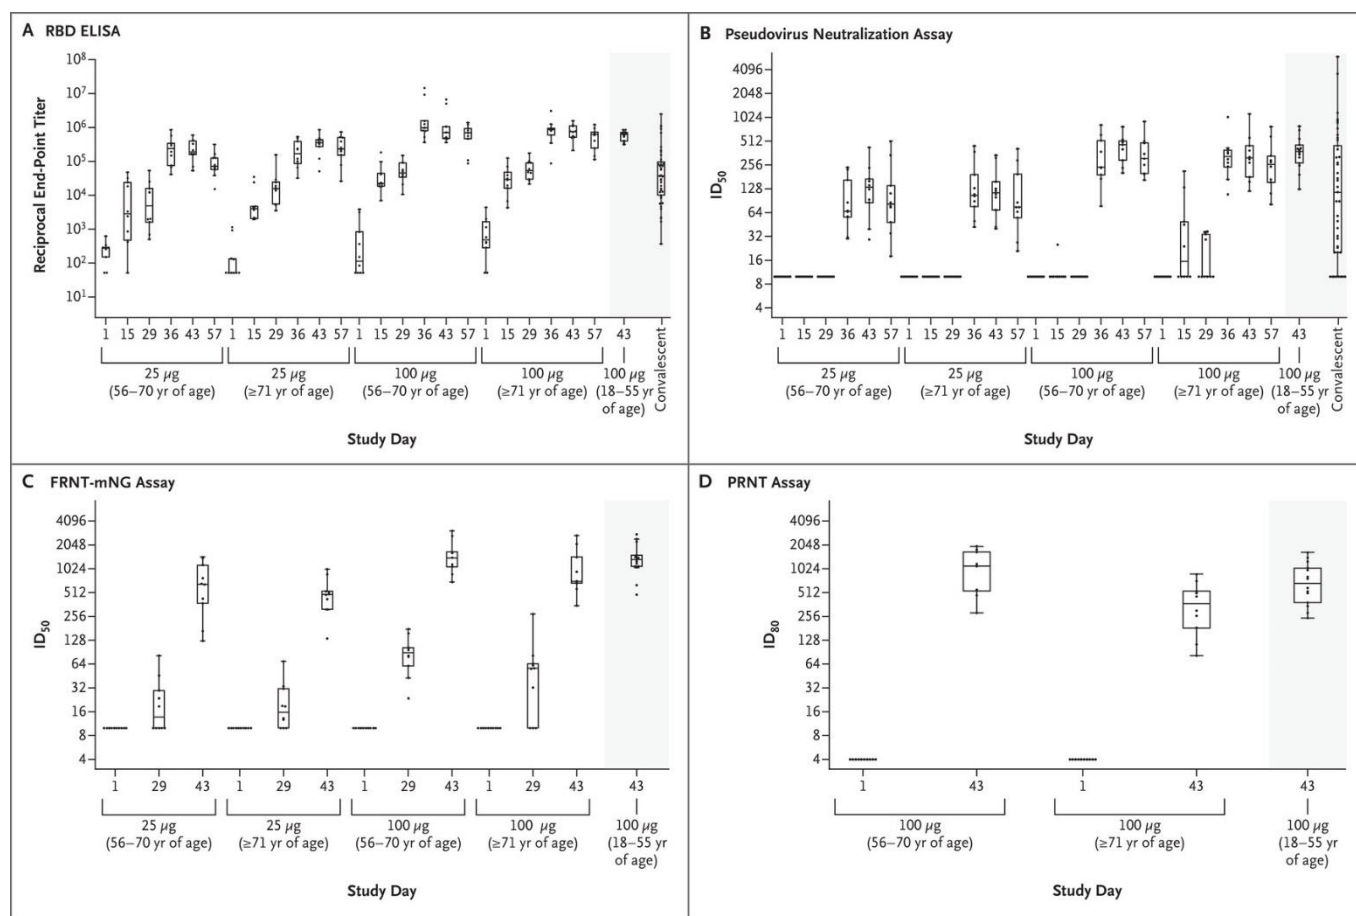 A RBD ELISA
Reciprocal End-Point Titer
10⁸
10⁷
10⁶
10⁵
10⁴
10³
10²
10¹
1 15 29 36 43 57 1 15 29 36 43 57 1 15 29 36 43 57 1 15 29 36 43 57 43 Convalescent
25 µg 25 µg 100 µg 100 µg 100 µg
(56–70 yr of age) (≥71 yr of age) (56–70 yr of age) (≥71 yr of age) (18–55 yr
of age)
Study Day
B Pseudovirus Neutralization Assay
ID₅₀
4096
2048
1024
512
256
128
64
32
16
8
4
1 15 29 36 43 57 1 15 29 36 43 57 1 15 29 36 43 57 1 15 29 36 43 57 43 Convalescent
25 µg 25 µg 100 µg 100 µg 100 µg
(56–70 yr of age) (≥71 yr of age) (56–70 yr of age) (≥71 yr of age) (18–55 yr
of age)
Study Day
C FRNT-mNG Assay
ID₅₀
4096
2048
1024
512
256
128
64
32
16
8
4
1 29 43 1 29 43 1 29 43 1 29 43 43
25 µg 25 µg 100 µg 100 µg 100 µg
(56–70 yr of age) (≥71 yr of age) (56–70 yr of age) (≥71 yr of age) (18–55 yr
of age)
Study Day
D PRNT Assay
ID₈₀
4096
2048
1024
512
256
128
64
32
16
8
4
1 43 1 43 43
100 µg 100 µg 100 µg
(56–70 yr of age) (≥71 yr of age) (18–55 yr
of age)
Study Day